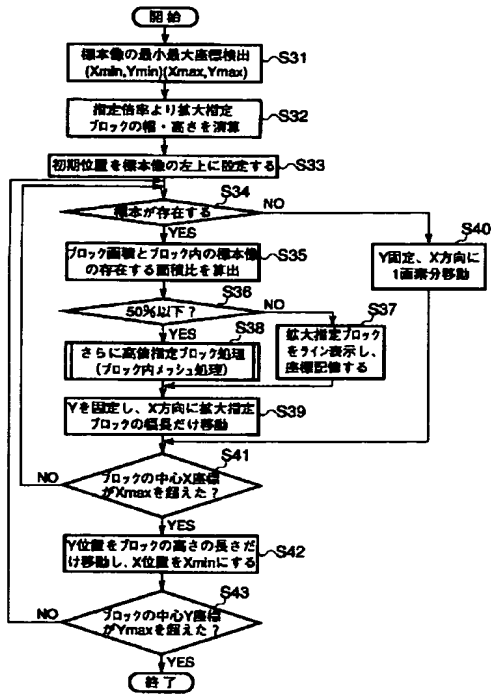 開始
標本像の最小最大座標検出
(Xmin,Ymin)(Xmax,Ymax)
S31
指定倍率より拡大指定
ブロックの幅・高さを演算
S32
初期位置を標本像の左上に設定する
S33
S34
標本が存在する
NO
YES
ブロック面積とブロック内の標本像
の存在する面積比を算出
S35
S40
Y固定、X方向に
1画素分移動
S36
50%以下?
NO
YES
S37
拡大指定ブロック
をライン表示し、
座標記憶する
S38
さらに高倍指定ブロック処理
(ブロック内メッシュ処理)
Yを固定し、X方向に拡大指定
ブロックの幅長だけ移動
S39
S41
NO
ブロックの中心X座標
がXmaxを超えた?
YES
Y位置をブロックの高さの長さだ
け移動し、X位置をXminにする
S42
S43
NO
ブロックの中心Y座標
がYmaxを超えた?
YES
終了